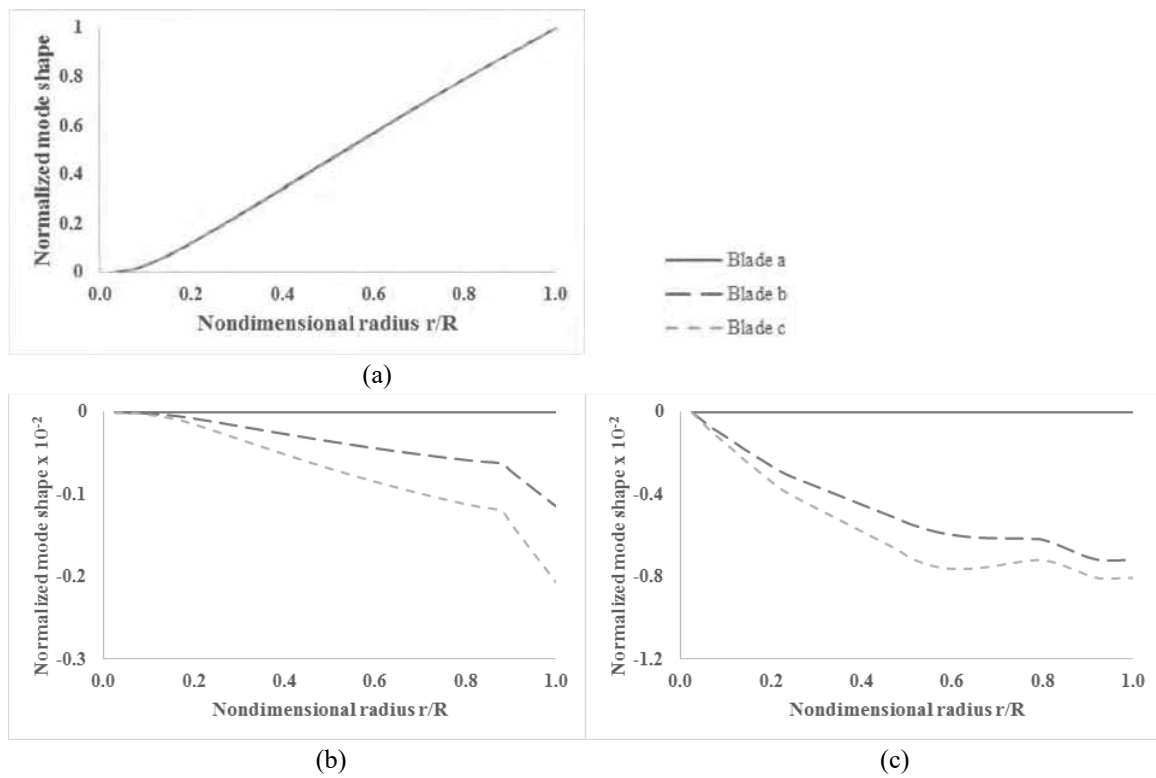 Normalized mode shape
1
0.8
0.6
0.4
0.2
0
0.0 0.2 0.4 0.6 0.8 1.0
Nondimensional radius r/R
(a)
Blade a
Blade b
Blade c
Normalized mode shape x 10⁻²
0
-0.1
-0.2
-0.3
0.0 0.2 0.4 0.6 0.8 1.0
Nondimensional radius r/R
(b)
Normalized mode shape x 10⁻²
0
-0.4
-0.8
-1.2
0.0 0.2 0.4 0.6 0.8 1.0
Nondimensional radius r/R
(c)